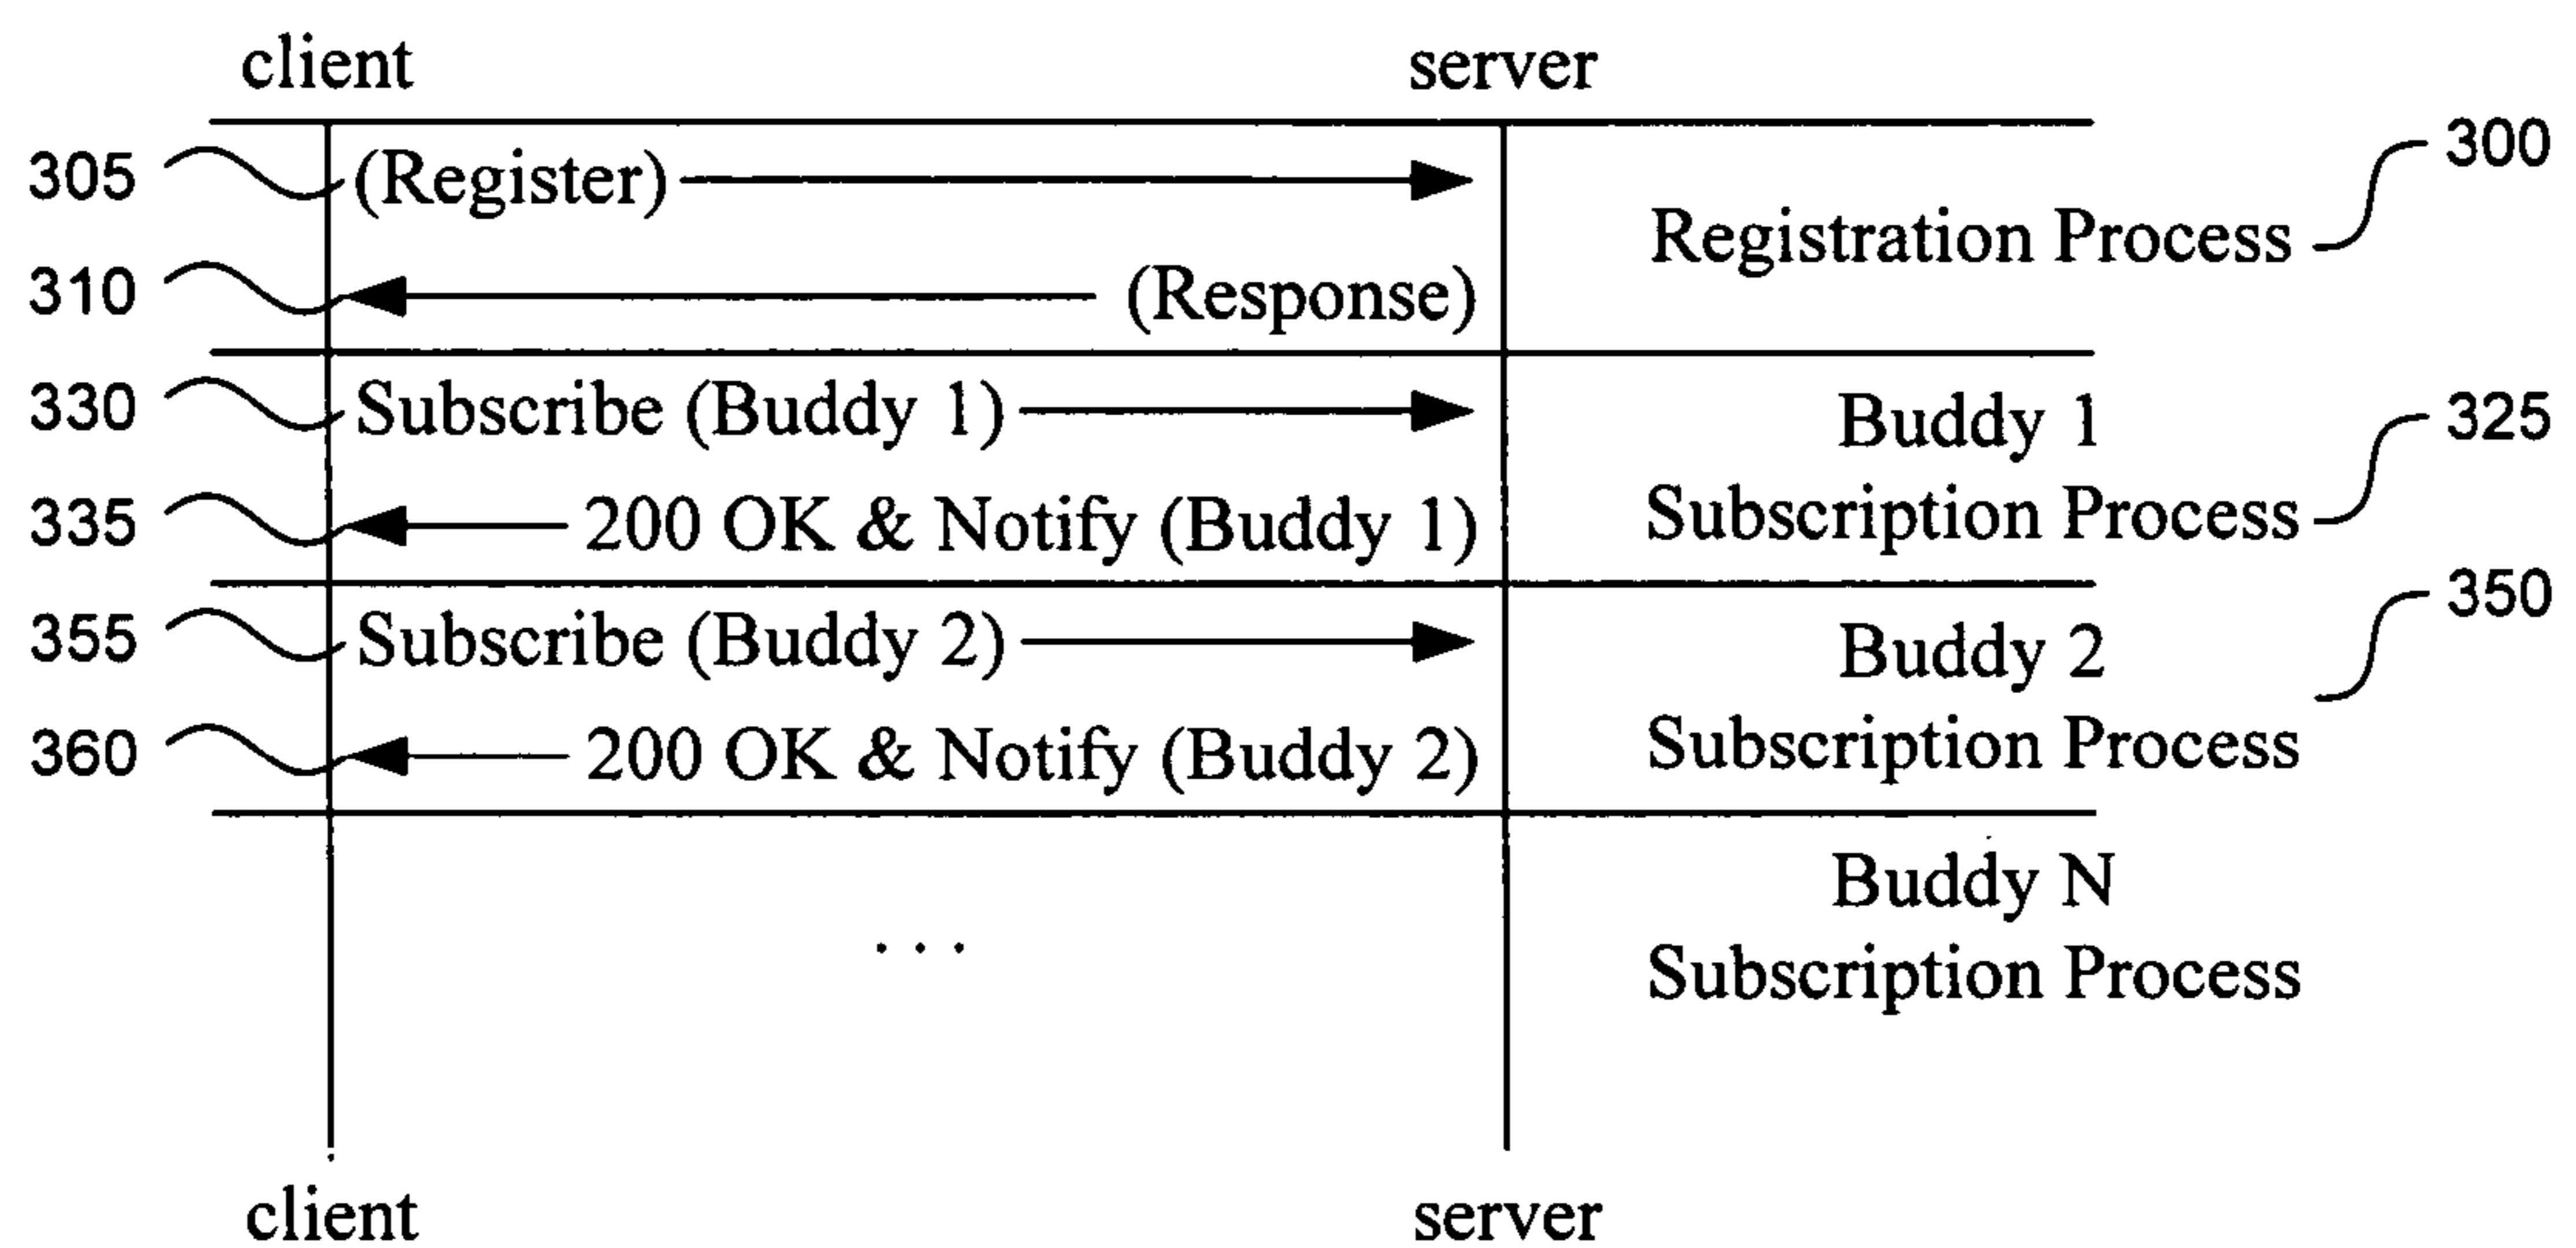 client server
305 (Register) 300
Registration Process
310 (Response)
330 Subscribe (Buddy 1) Buddy 1 325
335 200 OK & Notify (Buddy 1) Subscription Process
355 Subscribe (Buddy 2) Buddy 2 350
360 200 OK & Notify (Buddy 2) Subscription Process
Buddy N
. . .
Subscription Process
client server